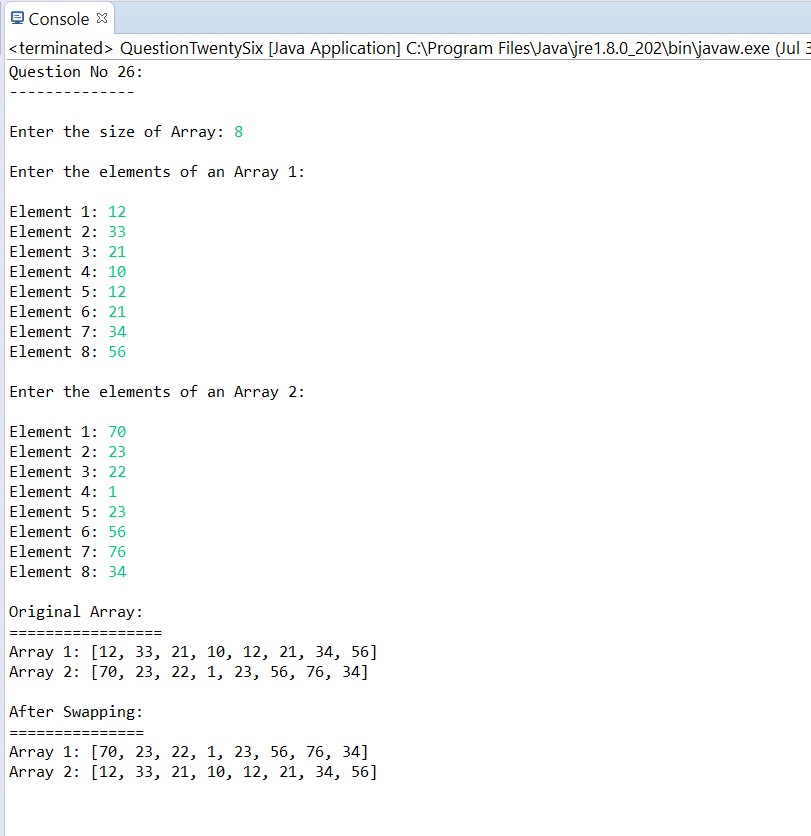 Console
<terminated> QuestionTwentySix [Java Application] C:\Program Files\Java\jre1.8.0_202\bin\javaw.exe (Jul 3
Question No 26:
--------------
Enter the size of Array: 8
Enter the elements of an Array 1:
Element 1: 12
Element 2: 33
Element 3: 21
Element 4: 10
Element 5: 12
Element 6: 21
Element 7: 34
Element 8: 56
Enter the elements of an Array 2:
Element 1: 70
Element 2: 23
Element 3: 22
Element 4: 1
Element 5: 23
Element 6: 56
Element 7: 76
Element 8: 34
Original Array:
=================
Array 1: [12, 33, 21, 10, 12, 21, 34, 56]
Array 2: [70, 23, 22, 1, 23, 56, 76, 34]
After Swapping:
===============
Array 1: [70, 23, 22, 1, 23, 56, 76, 34]
Array 2: [12, 33, 21, 10, 12, 21, 34, 56]